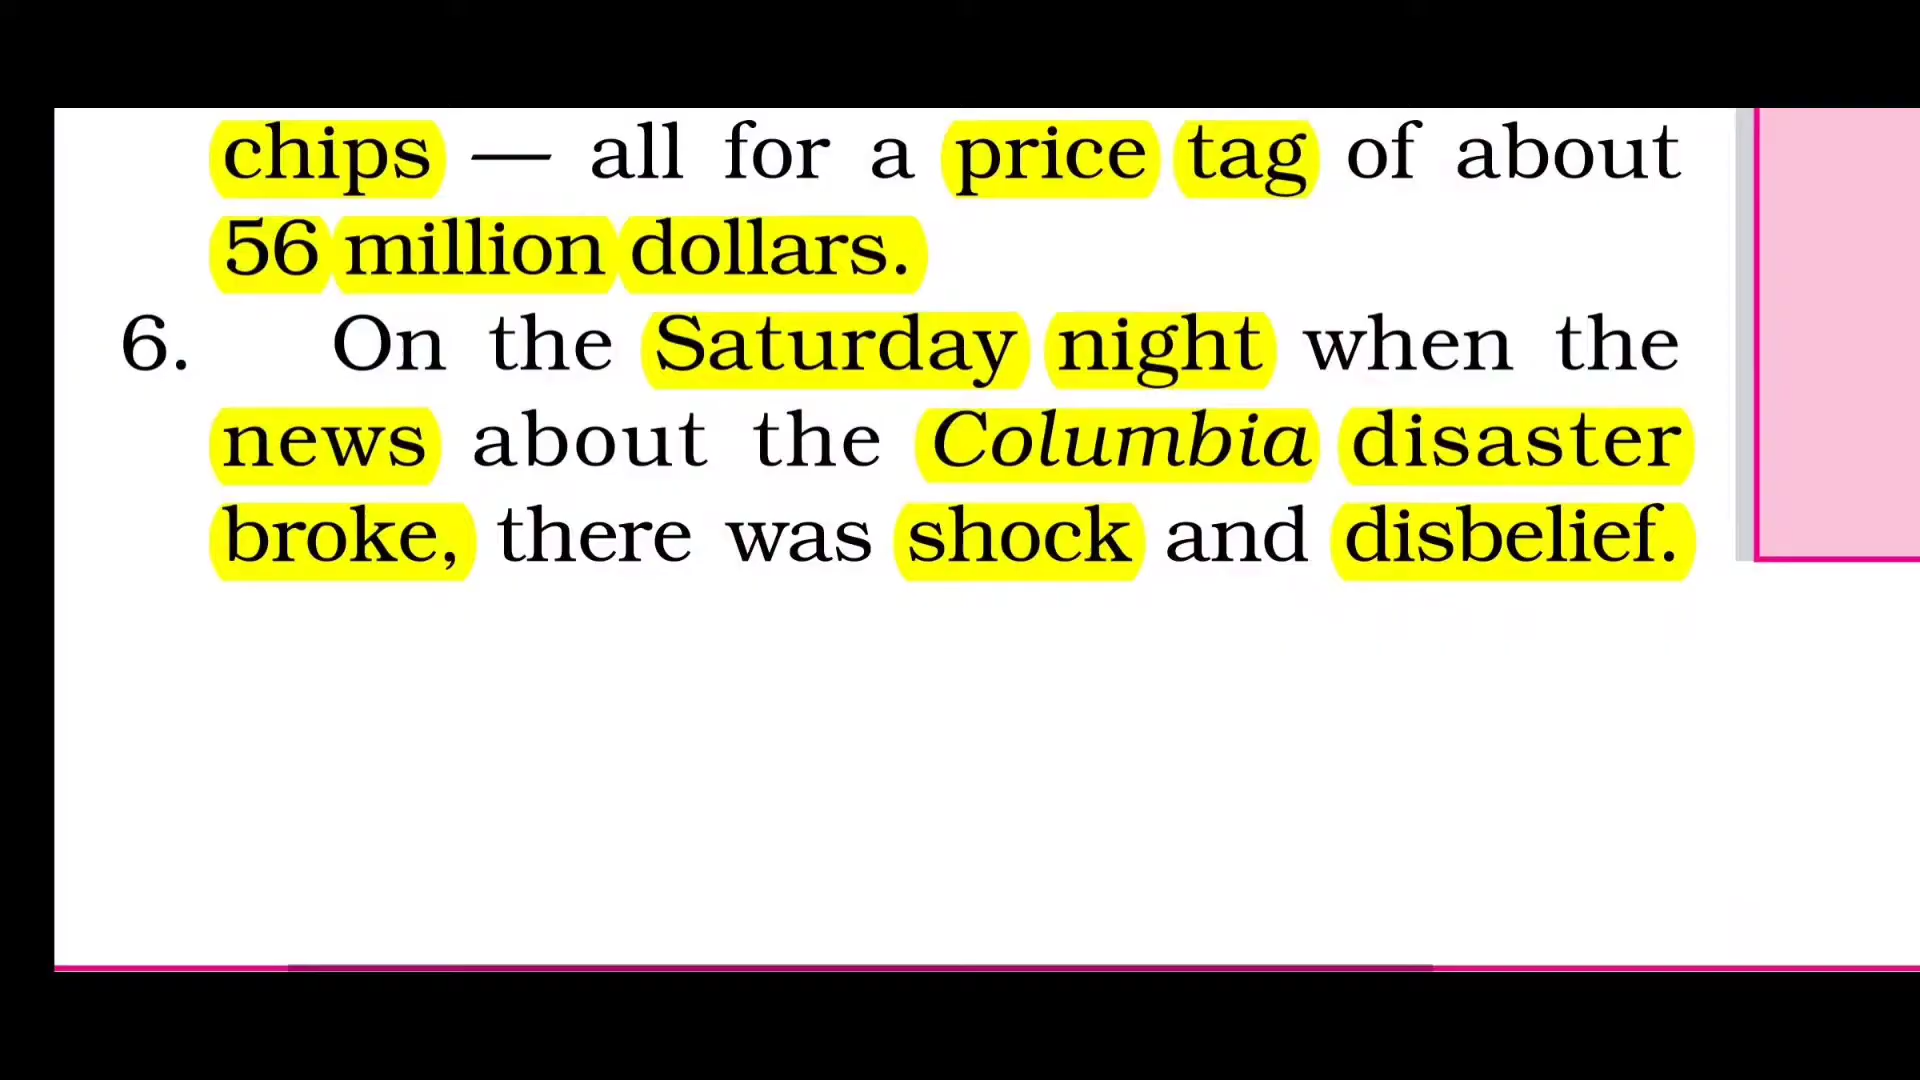 chips — all for a price tag of about
56 million dollars.
6. On the Saturday night when the
news about the Columbia disaster
broke, there was shock and disbelief.